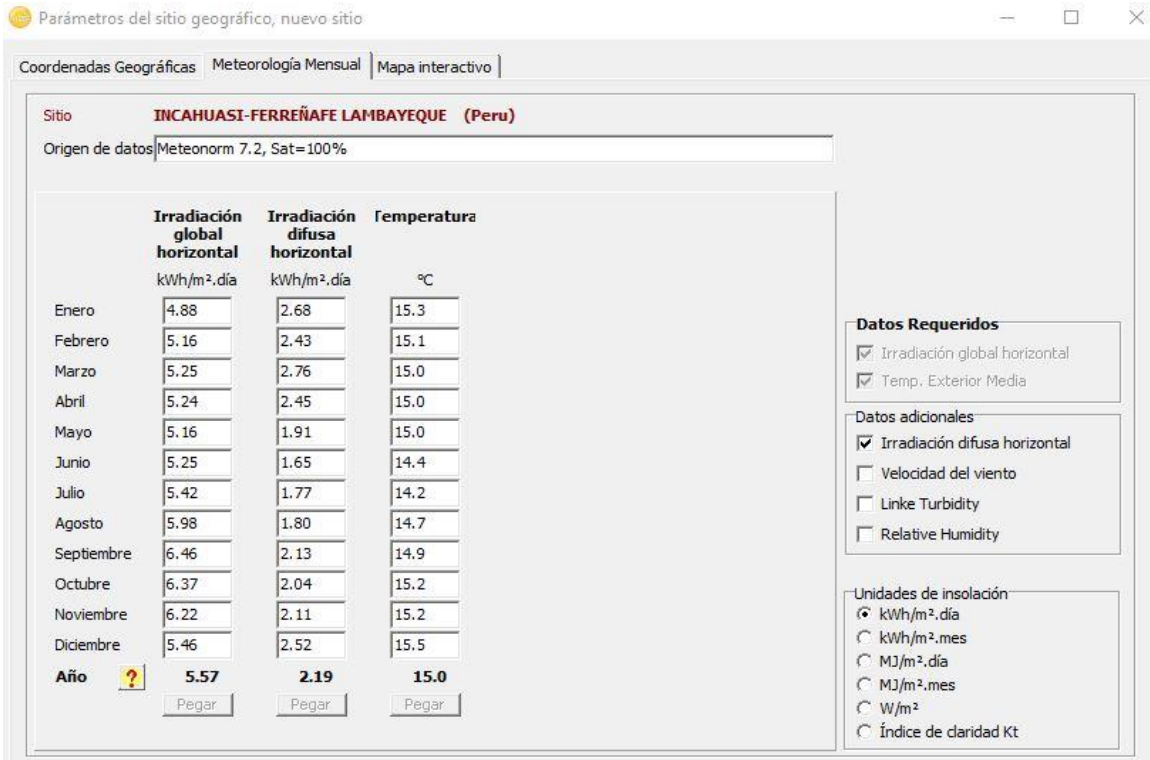 Parámetros del sitio geográfico, nuevo sitio
Coordenadas Geográficas Meteorología Mensual Mapa interactivo
Sitio INCAHUASI-FERREÑAFE LAMBAYEQUE (Peru)
Origen de datos Meteonorm 7.2, Sat=100%
Irradiación Irradiación Temperatura
global difusa
horizontal horizontal
kWh/m².día kWh/m².día ºC
Enero 4.88 2.68 15.3
Febrero 5.16 2.43 15.1
Marzo 5.25 2.76 15.0
Abril 5.24 2.45 15.0
Mayo 5.16 1.91 15.0
Junio 5.25 1.65 14.4
Julio 5.42 1.77 14.2
Agosto 5.98 1.80 14.7
Septiembre 6.46 2.13 14.9
Octubre 6.37 2.04 15.2
Noviembre 6.22 2.11 15.2
Diciembre 5.46 2.52 15.5
Año ? 5.57 2.19 15.0
Pegar Pegar Pegar
Datos Requeridos
Irradiación global horizontal
Temp. Exterior Media
Datos adicionales
Irradiación difusa horizontal
Velocidad del viento
Linke Turbidity
Relative Humidity
Unidades de insolación
kWh/m².día
kWh/m².mes
MJ/m².día
MJ/m².mes
W/m²
Índice de claridad Kt